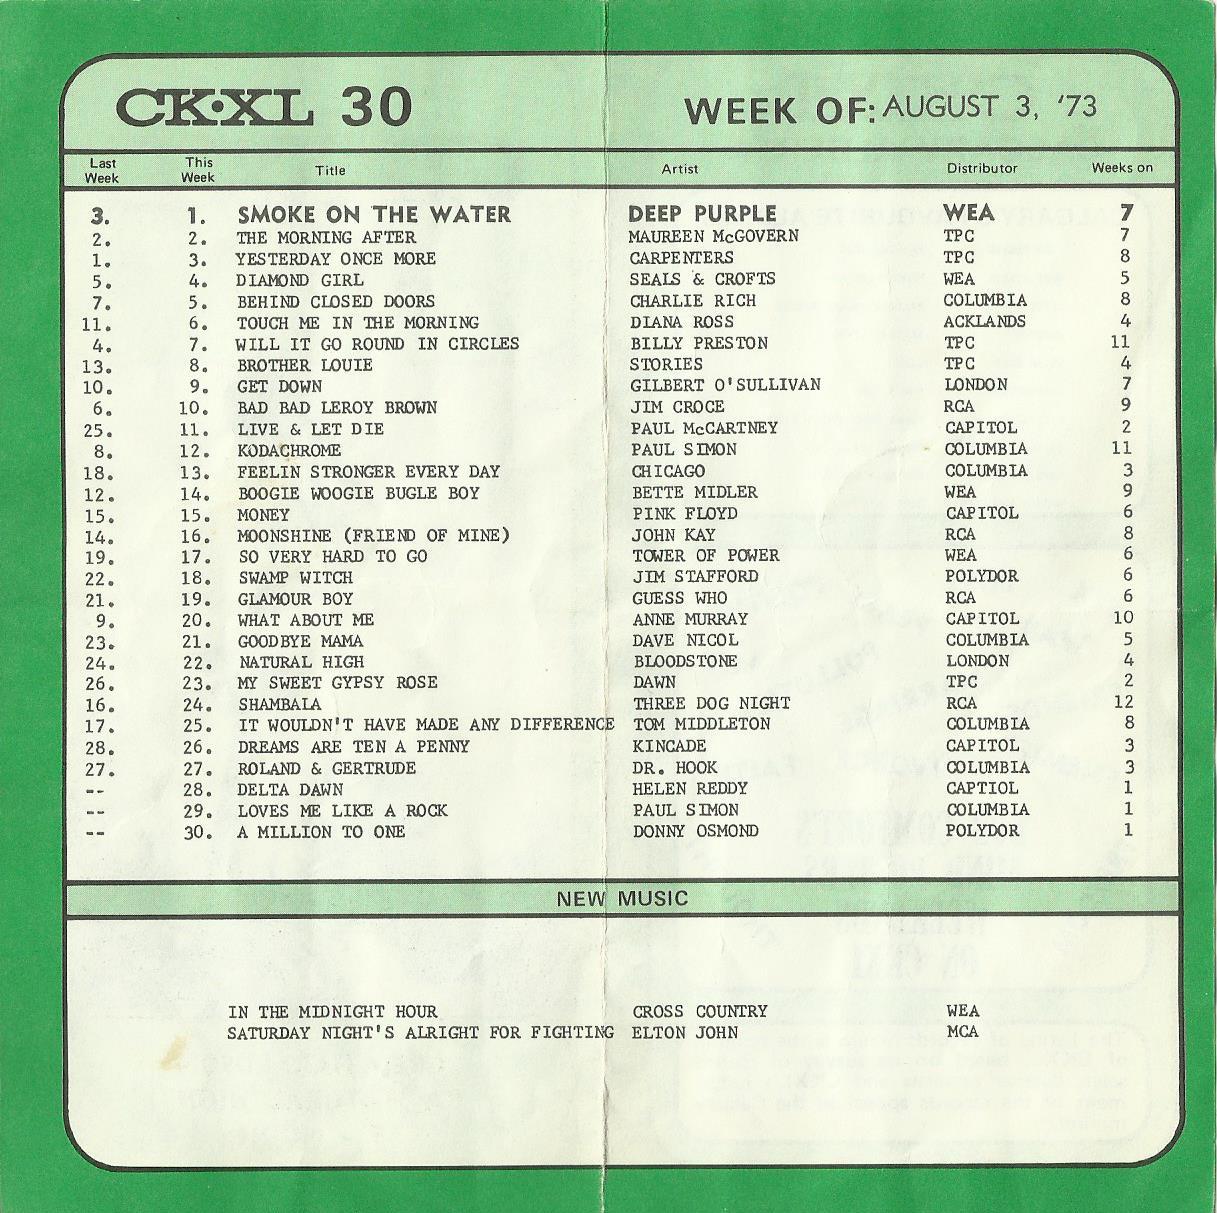 CK·XL 30 WEEK OF: AUGUST 3, '73
Last Week This Week Title Artist Distributor Weeks on
3. 1. SMOKE ON THE WATER DEEP PURPLE WEA 7
2. 2. THE MORNING AFTER MAUREEN McGOVERN TPC 7
1. 3. YESTERDAY ONCE MORE CARPENTERS TPC 8
5. 4. DIAMOND GIRL SEALS & CROFTS WEA 5
7. 5. BEHIND CLOSED DOORS CHARLIE RICH COLUMBIA 8
11. 6. TOUCH ME IN THE MORNING DIANA ROSS ACKLANDS 4
4. 7. WILL IT GO ROUND IN CIRCLES BILLY PRESTON TPC 11
13. 8. BROTHER LOUIE STORIES TPC 4
10. 9. GET DOWN GILBERT O'SULLIVAN LONDON 7
6. 10. BAD BAD LEROY BROWN JIM CROCE RCA 9
25. 11. LIVE & LET DIE PAUL McCARTNEY CAPITOL 2
8. 12. KODACHROME PAUL SIMON COLUMBIA 11
18. 13. FEELIN STRONGER EVERY DAY CHICAGO COLUMBIA 3
12. 14. BOOGIE WOOGIE BUGLE BOY BETTE MIDLER WEA 9
15. 15. MONEY PINK FLOYD CAPITOL 6
14. 16. MOONSHINE (FRIEND OF MINE) JOHN KAY RCA 8
19. 17. SO VERY HARD TO GO TOWER OF POWER WEA 6
22. 18. SWAMP WITCH JIM STAFFORD POLYDOR 6
21. 19. GLAMOUR BOY GUESS WHO RCA 6
9. 20. WHAT ABOUT ME ANNE MURRAY CAPITOL 10
23. 21. GOODBYE MAMA DAVE NICOL COLUMBIA 5
24. 22. NATURAL HIGH BLOODSTONE LONDON 4
26. 23. MY SWEET GYPSY ROSE DAWN TPC 2
16. 24. SHAMBALA THREE DOG NIGHT RCA 12
17. 25. IT WOULDN'T HAVE MADE ANY DIFFERENCE TOM MIDDLETON COLUMBIA 8
28. 26. DREAMS ARE TEN A PENNY KINCADE CAPITOL 3
27. 27. ROLAND & GERTRUDE DR. HOOK COLUMBIA 3
-- 28. DELTA DAWN HELEN REDDY CAPTIOL 1
-- 29. LOVES ME LIKE A ROCK PAUL SIMON COLUMBIA 1
-- 30. A MILLION TO ONE DONNY OSMOND POLYDOR 1
NEW MUSIC
IN THE MIDNIGHT HOUR CROSS COUNTRY WEA
SATURDAY NIGHT'S ALRIGHT FOR FIGHTING ELTON JOHN MCA